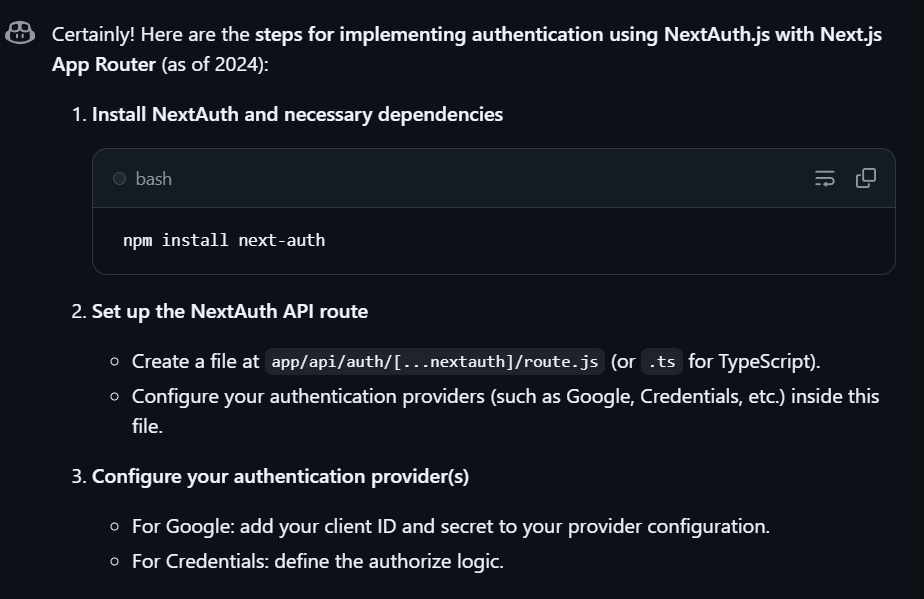 Certainly! Here are the steps for implementing authentication using NextAuth.js with Next.js
App Router (as of 2024):
1. Install NextAuth and necessary dependencies
bash
npm install next-auth
2. Set up the NextAuth API route
Create a file at app/api/auth/[...nextauth]/route.js (or .ts for TypeScript).
Configure your authentication providers (such as Google, Credentials, etc.) inside this
file.
3. Configure your authentication provider(s)
For Google: add your client ID and secret to your provider configuration.
For Credentials: define the authorize logic.